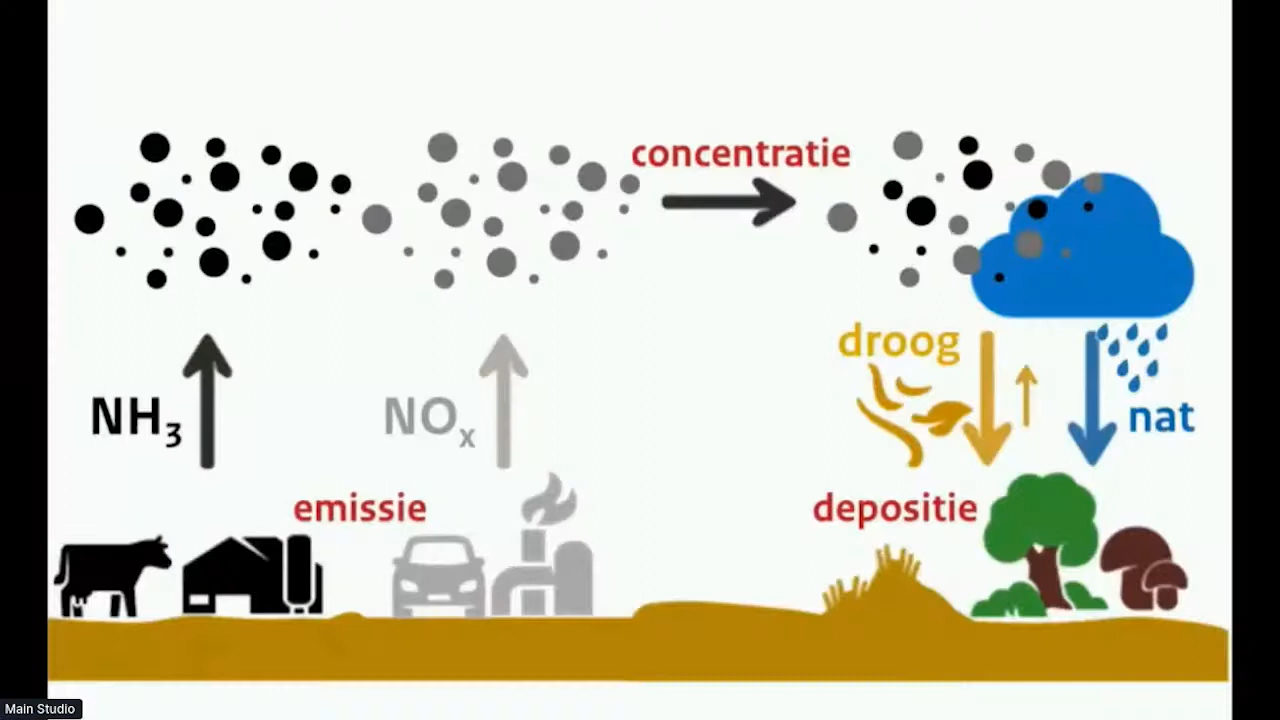 concentratie
droog
NH₃
NOₓ
nat
emissie
depositie
Main Studio